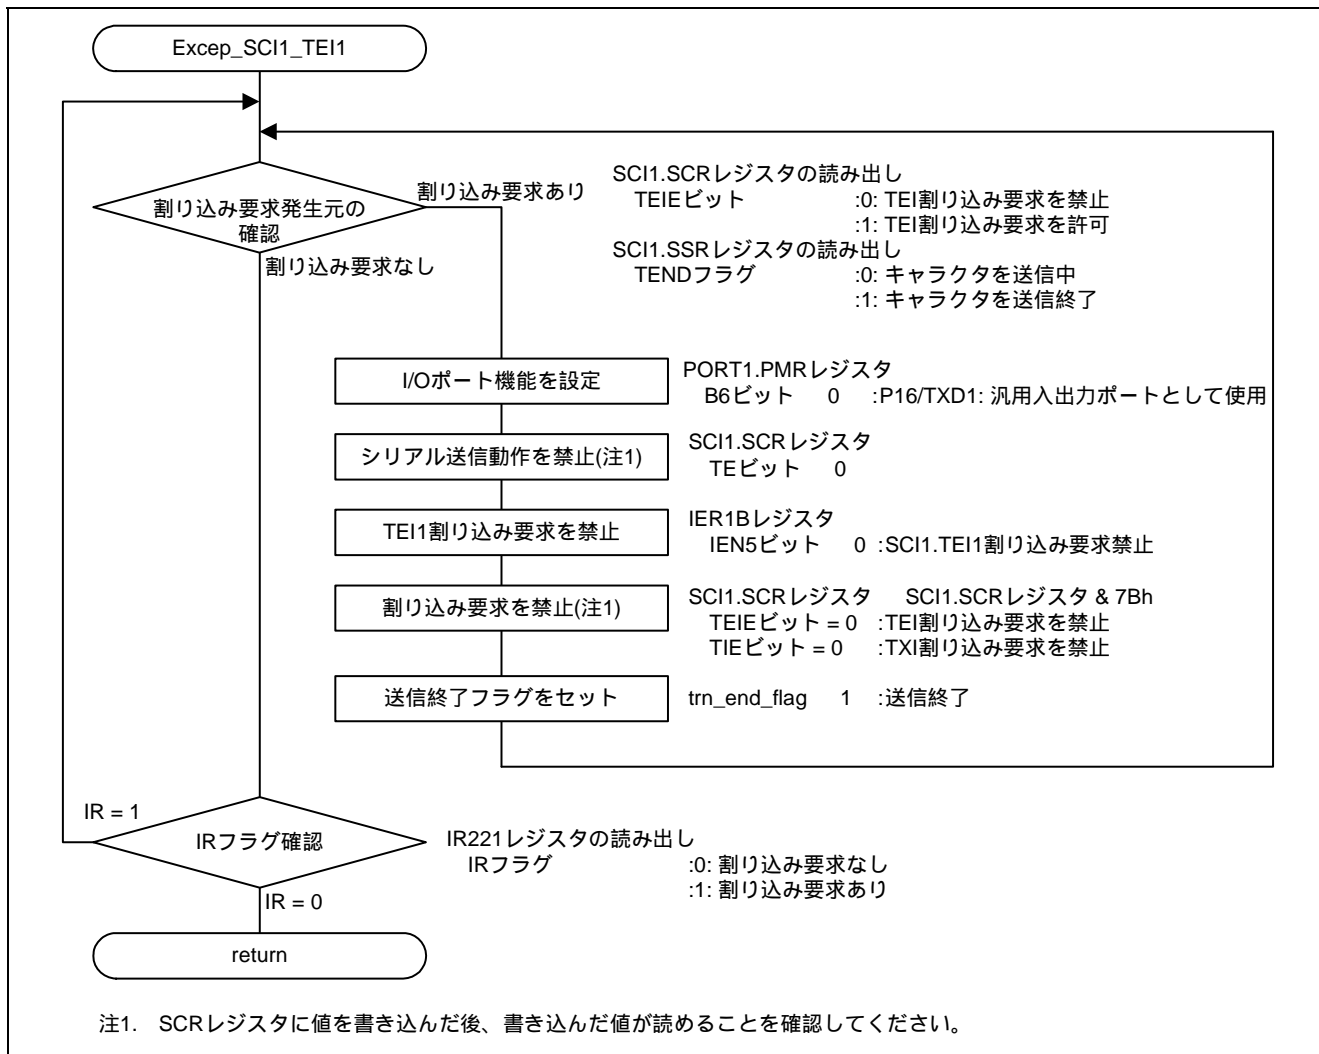 Excep_SCI1_TEI1
割り込み要求発生元の
確認
割り込み要求あり
割り込み要求なし
SCI1.SCRレジスタの読み出し
TEIEビット :0: TEI割り込み要求を禁止
:1: TEI割り込み要求を許可
SCI1.SSRレジスタの読み出し
TENDフラグ :0: キャラクタを送信中
:1: キャラクタを送信終了
I/Oポート機能を設定
PORT1.PMRレジスタ
B6ビット 0 :P16/TXD1: 汎用入出力ポートとして使用
シリアル送信動作を禁止(注1)
SCI1.SCRレジスタ
TEビット 0
TEI1割り込み要求を禁止
IER1Bレジスタ
IEN5ビット 0 :SCI1.TEI1割り込み要求禁止
割り込み要求を禁止(注1)
SCI1.SCRレジスタ SCI1.SCRレジスタ & 7Bh
TEIEビット = 0 :TEI割り込み要求を禁止
TIEビット = 0 :TXI割り込み要求を禁止
送信終了フラグをセット
trn_end_flag 1 :送信終了
IR = 1
IRフラグ確認
IR221レジスタの読み出し
IRフラグ :0: 割り込み要求なし
:1: 割り込み要求あり
IR = 0
return
注1. SCRレジスタに値を書き込んだ後、書き込んだ値が読めることを確認してください。